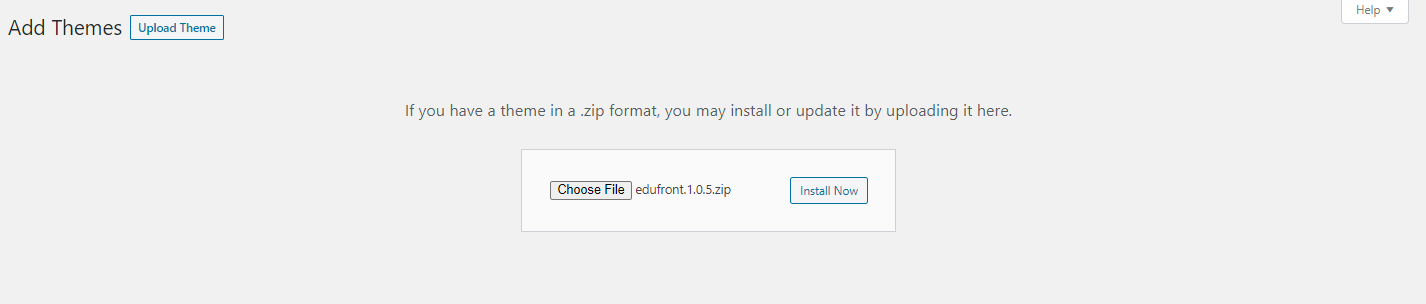 Help
Add Themes Upload Theme
If you have a theme in a .zip format, you may install or update it by uploading it here.
Choose File edufront.1.0.5.zip Install Now